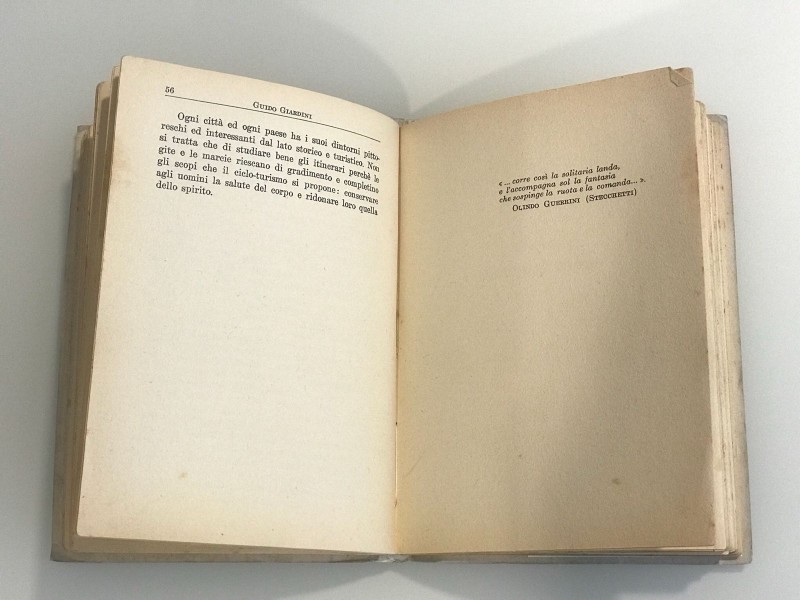 56
GUIDO GIARDINI
Ogni città ed ogni paese ha i suoi dintorni pitto-
reschi ed interessanti dal lato storico e turistico. Non
si tratta che di studiare bene gli itinerari perchè le
gite e le marcie riescano di gradimento e completino
gli scopi che il ciclo-turismo si propone: conservare
agli uomini la salute del corpo e ridonare loro quella
dello spirito.
« ... corre così la solitaria landa,
e l'accompagna sol la fantasia
che sospinge la ruota e la comanda... ».
OLINDO GUERRINI (STECCHETTI)